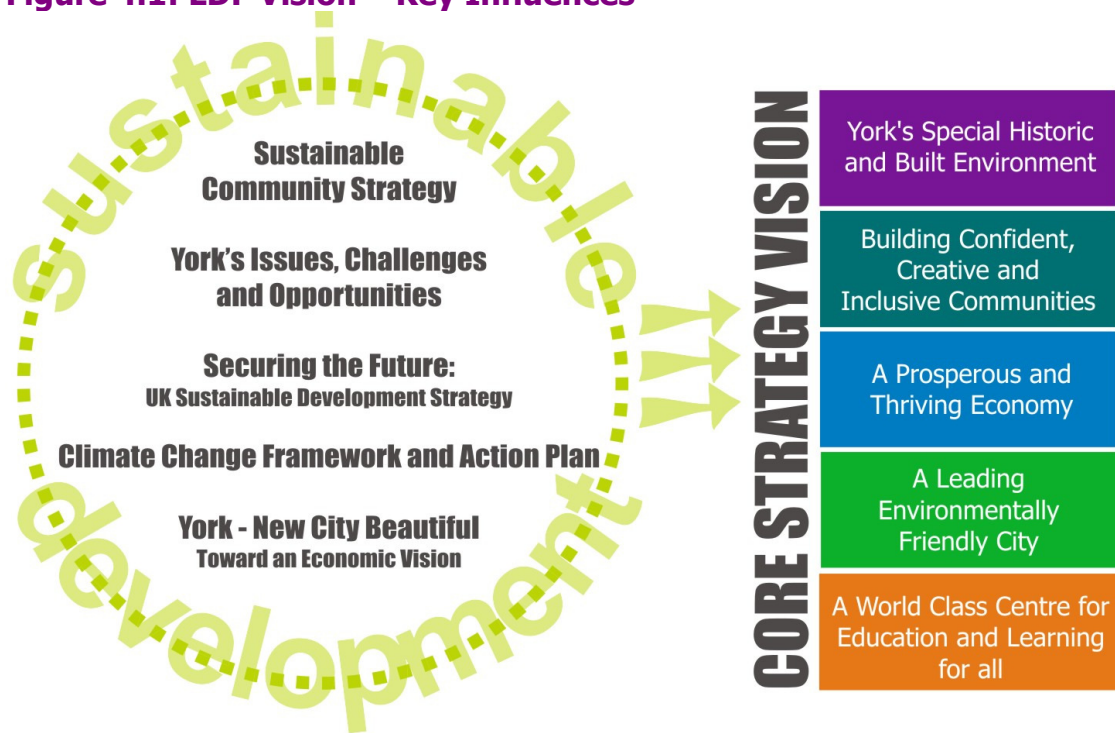 Figure 4.1: LDF Vision – Key Influences
sustainable
Sustainable
Community Strategy
York's Issues, Challenges
and Opportunities
Securing the Future:
UK Sustainable Development Strategy
Climate Change Framework and Action Plan
York - New City Beautiful
Toward an Economic Vision
development
CORE STRATEGY VISION
York's Special Historic
and Built Environment
Building Confident,
Creative and
Inclusive Communities
A Prosperous and
Thriving Economy
A Leading
Environmentally
Friendly City
A World Class Centre for
Education and Learning
for all